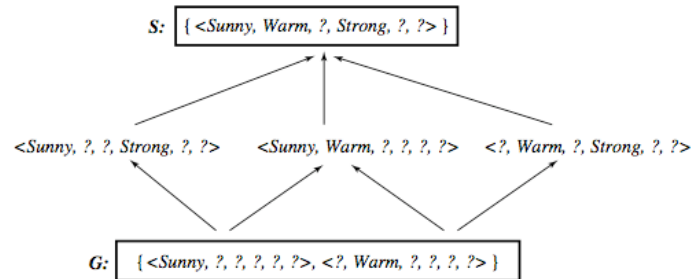 S: { <Sunny, Warm, ?, Strong, ?, ?> }
<Sunny, ?, ?, Strong, ?, ?> <Sunny, Warm, ?, ?, ?, ?> <?, Warm, ?, Strong, ?, ?>
G: { <Sunny, ?, ?, ?, ?, ?>, <?, Warm, ?, ?, ?, ?> }